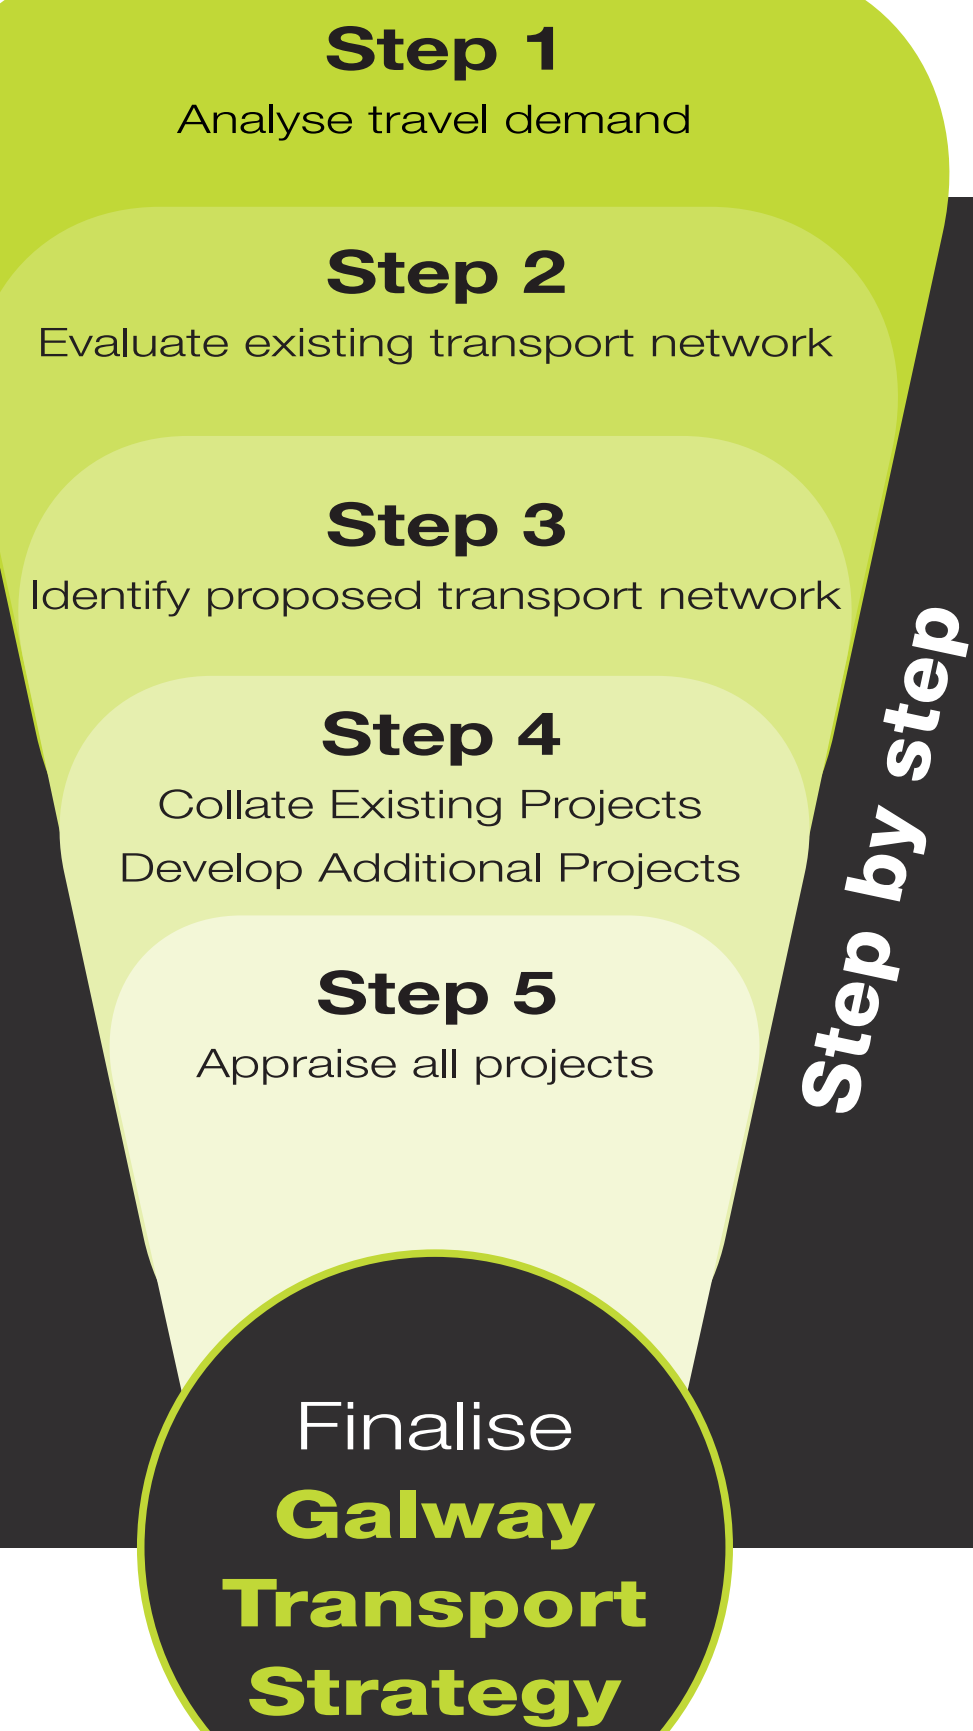 Step 1
Analyse travel demand
Step 2
Evaluate existing transport network
Step 3
Identify proposed transport network
Step 4
Collate Existing Projects
Develop Additional Projects
Step 5
Appraise all projects
Step by step
Finalise
Galway
Transport
Strategy